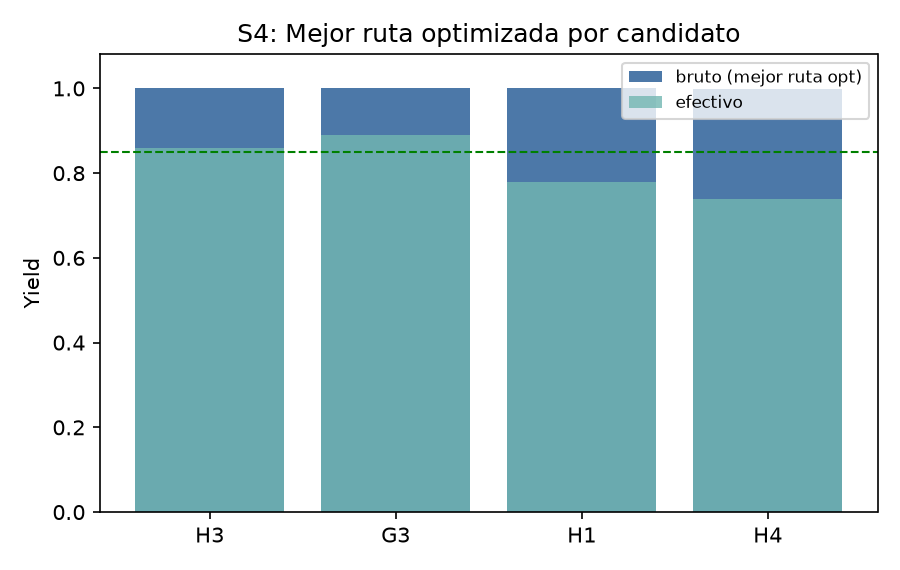 S4: Mejor ruta optimizada por candidato
bruto (mejor ruta opt)
efectivo
Yield
1.0
0.8
0.6
0.4
0.2
0.0
H3 G3 H1 H4